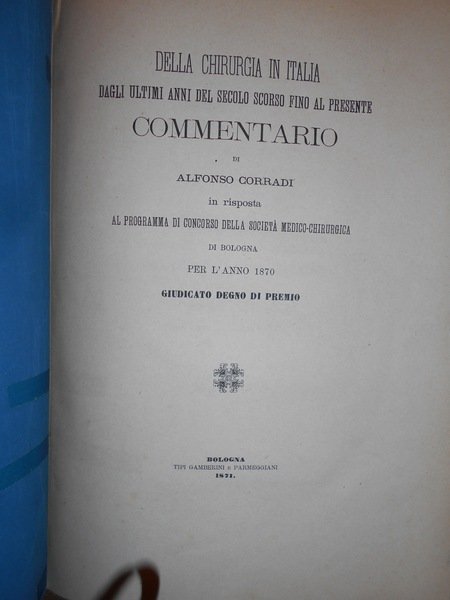 DELLA CHIRURGIA IN ITALIA
DAGLI ULTIMI ANNI DEL SECOLO SCORSO FINO AL PRESENTE
COMMENTARIO
DI
ALFONSO CORRADI
in risposta
AL PROGRAMMA DI CONCORSO DELLA SOCIETÀ MEDICO-CHIRURGICA
DI BOLOGNA
PER L'ANNO 1870
GIUDICATO DEGNO DI PREMIO
BOLOGNA
TIPI GAMBERINI E PARMEGGIANI
1871.